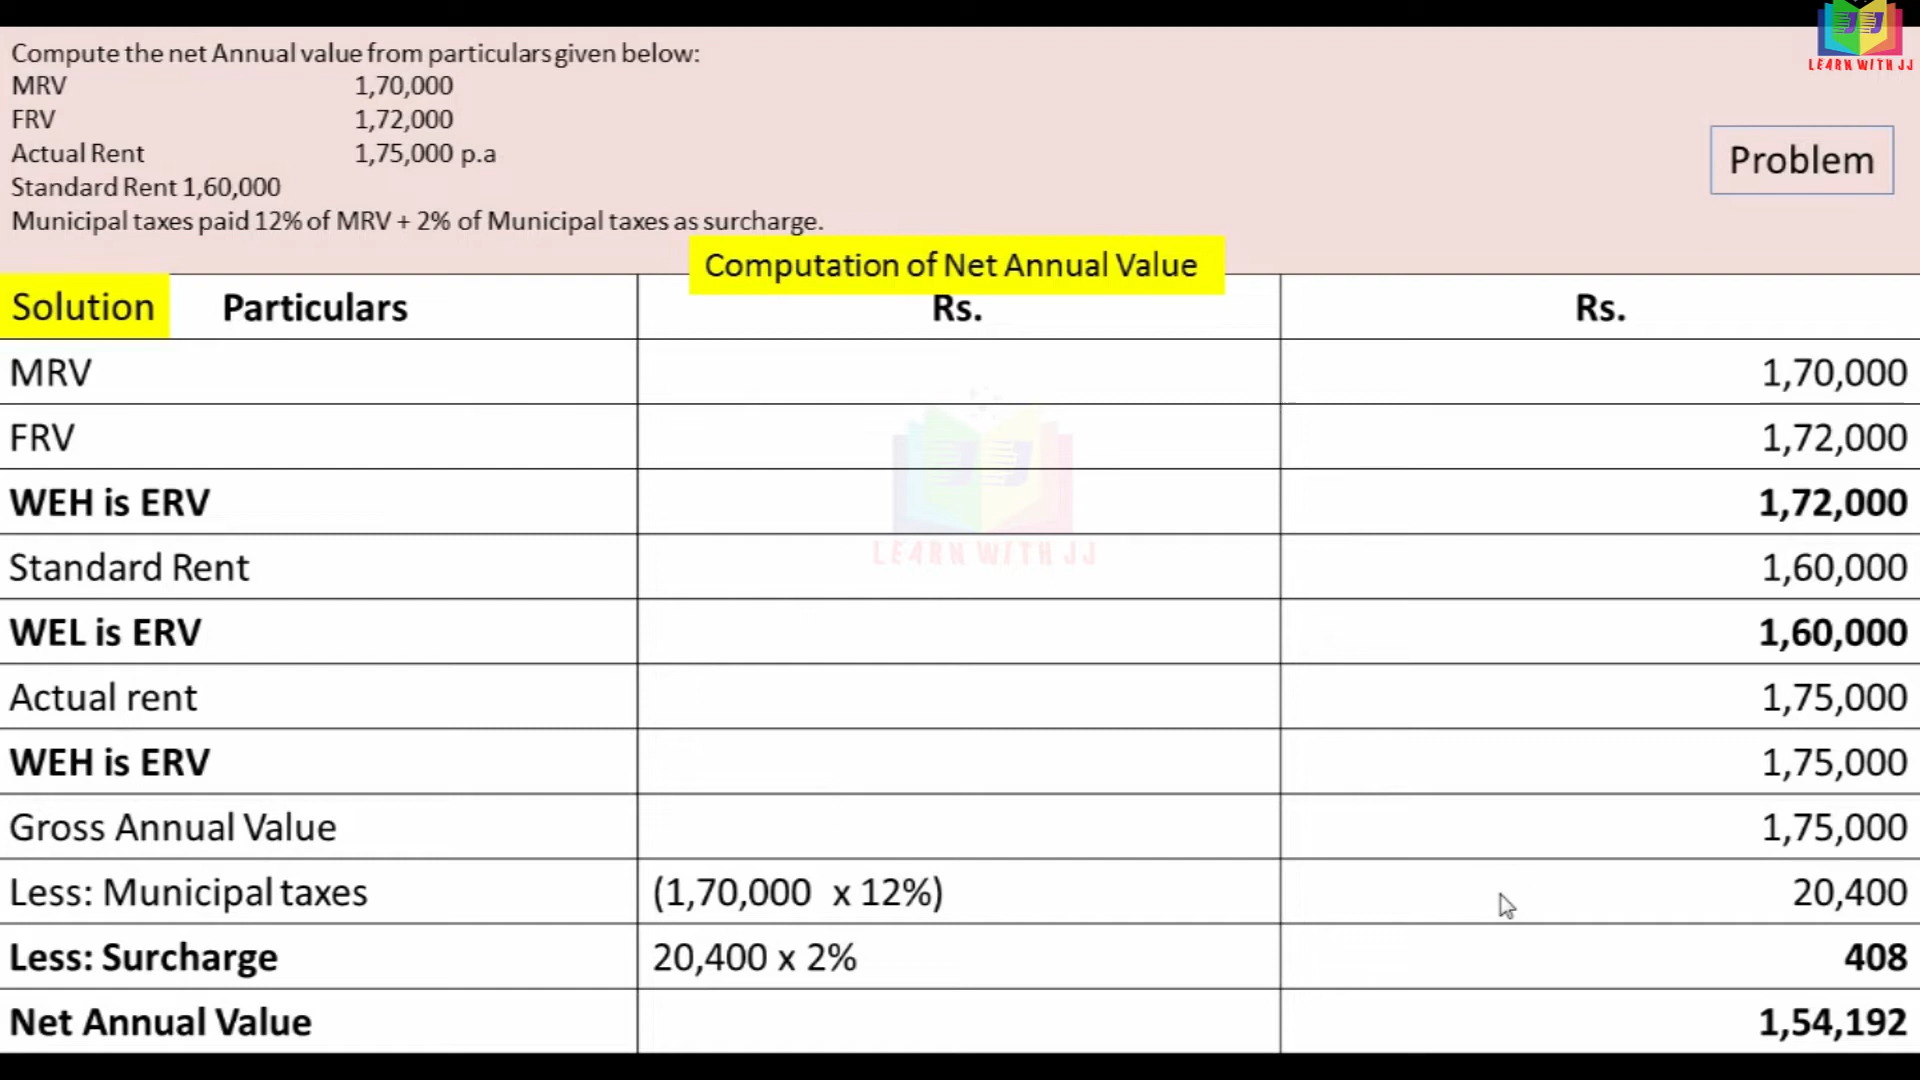 LEARN WITH JJ
Compute the net Annual value from particulars given below:
MRV 1,70,000
FRV 1,72,000
Actual Rent 1,75,000 p.a
Standard Rent 1,60,000
Municipal taxes paid 12% of MRV + 2% of Municipal taxes as surcharge.
Problem
Computation of Net Annual Value
Solution Particulars Rs. Rs.
MRV 1,70,000
FRV 1,72,000
WEH is ERV 1,72,000
Standard Rent 1,60,000
LEARN WITH JJ
WEL is ERV 1,60,000
Actual rent 1,75,000
WEH is ERV 1,75,000
Gross Annual Value 1,75,000
Less: Municipal taxes (1,70,000 x 12%) 20,400
Less: Surcharge 20,400 x 2% 408
Net Annual Value 1,54,192